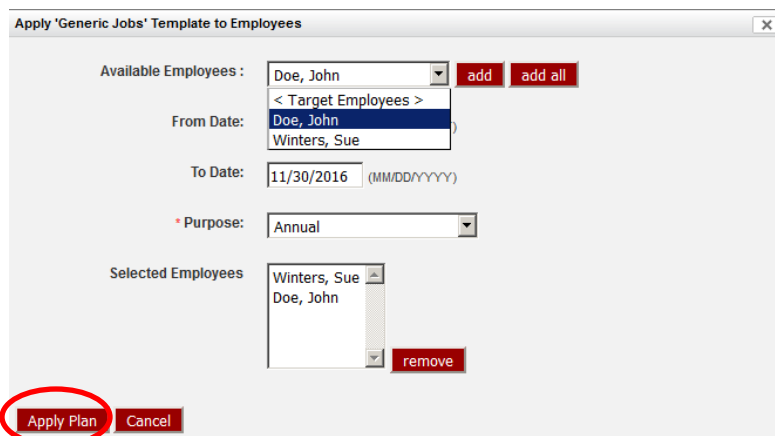 Apply 'Generic Jobs' Template to Employees
Available Employees : Doe, John add add all
< Target Employees >
From Date: Doe, John )
Winters, Sue
To Date: 11/30/2016 (MM/DD/YYYY)
* Purpose: Annual
Selected Employees Winters, Sue
Doe, John
remove
Apply Plan Cancel